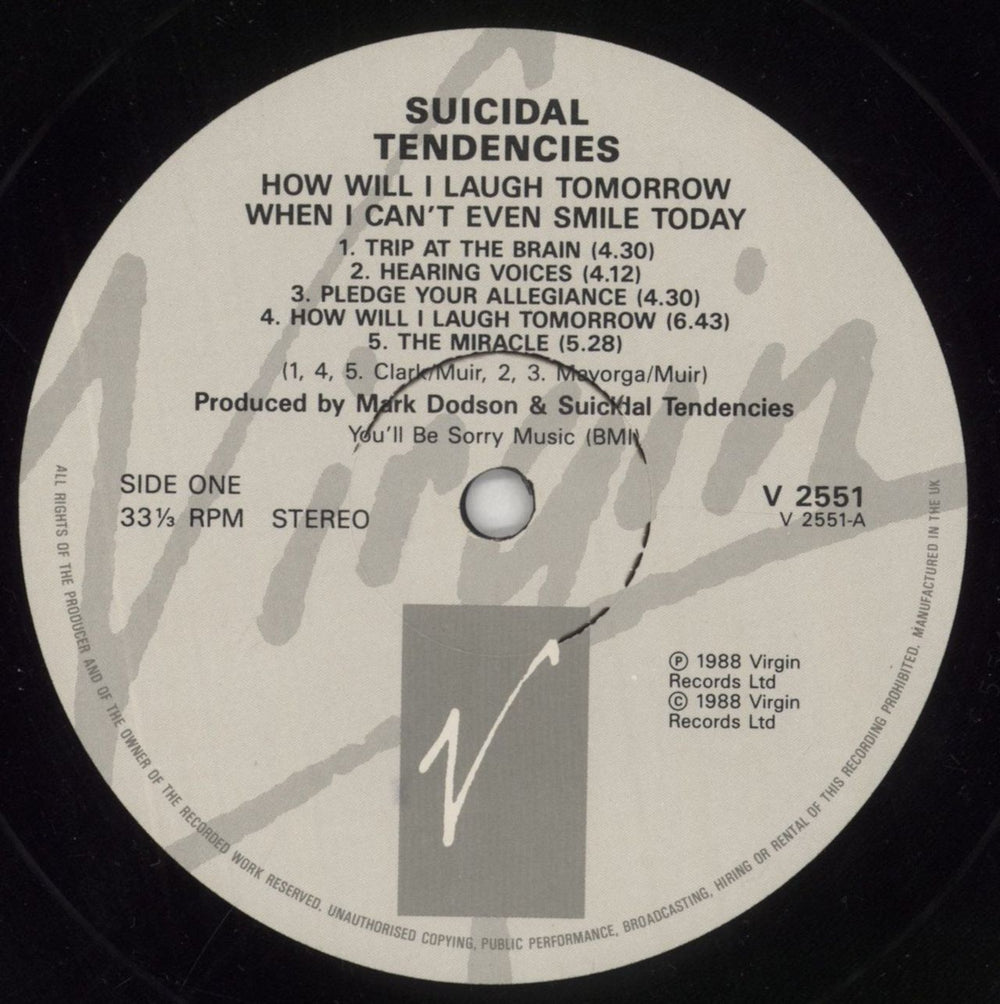 SUICIDAL
TENDENCIES
HOW WILL I LAUGH TOMORROW
WHEN I CAN'T EVEN SMILE TODAY
1. TRIP AT THE BRAIN (4.30)
2. HEARING VOICES (4.12)
3. PLEDGE YOUR ALLEGIANCE (4.30)
4. HOW WILL I LAUGH TOMORROW (6.43)
5. THE MIRACLE (5.28)
(1, 4, 5. Clark/Muir, 2, 3. Mayorga/Muir)
Produced by Mark Dodson & Suicidal Tendencies
You'll Be Sorry Music (BMI)
SIDE ONE
33⅓ RPM STEREO
V 2551
V 2551-A
Virgin
V
℗ 1988 Virgin
Records Ltd
© 1988 Virgin
Records Ltd
ALL RIGHTS OF THE PRODUCER AND OF THE OWNER OF THE RECORDED WORK RESERVED. UNAUTHORISED COPYING, PUBLIC PERFORMANCE, BROADCASTING, HIRING OR RENTAL OF THIS RECORDING PROHIBITED. MANUFACTURED IN THE UK